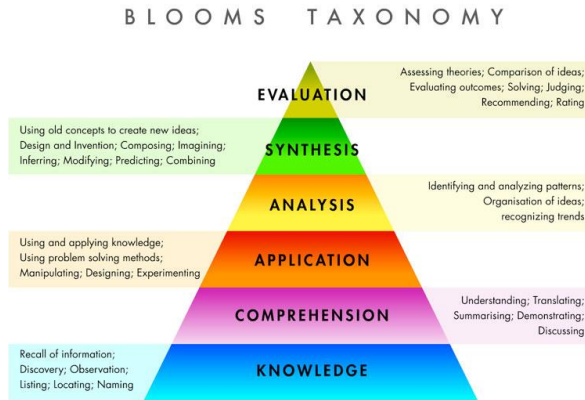 BLOOMS TAXONOMY
EVALUATION
Assessing theories; Comparison of ideas;
Evaluating outcomes; Solving; Judging;
Recommending; Rating
Using old concepts to create new ideas;
Design and Invention; Composing; Imagining;
Inferring; Modifying; Predicting; Combining
SYNTHESIS
ANALYSIS
Identifying and analyzing patterns;
Organisation of ideas;
recognizing trends
Using and applying knowledge;
Using problem solving methods;
Manipulating; Designing; Experimenting
APPLICATION
COMPREHENSION
Understanding; Translating;
Summarising; Demonstrating;
Discussing
Recall of information;
Discovery; Observation;
Listing; Locating; Naming
KNOWLEDGE